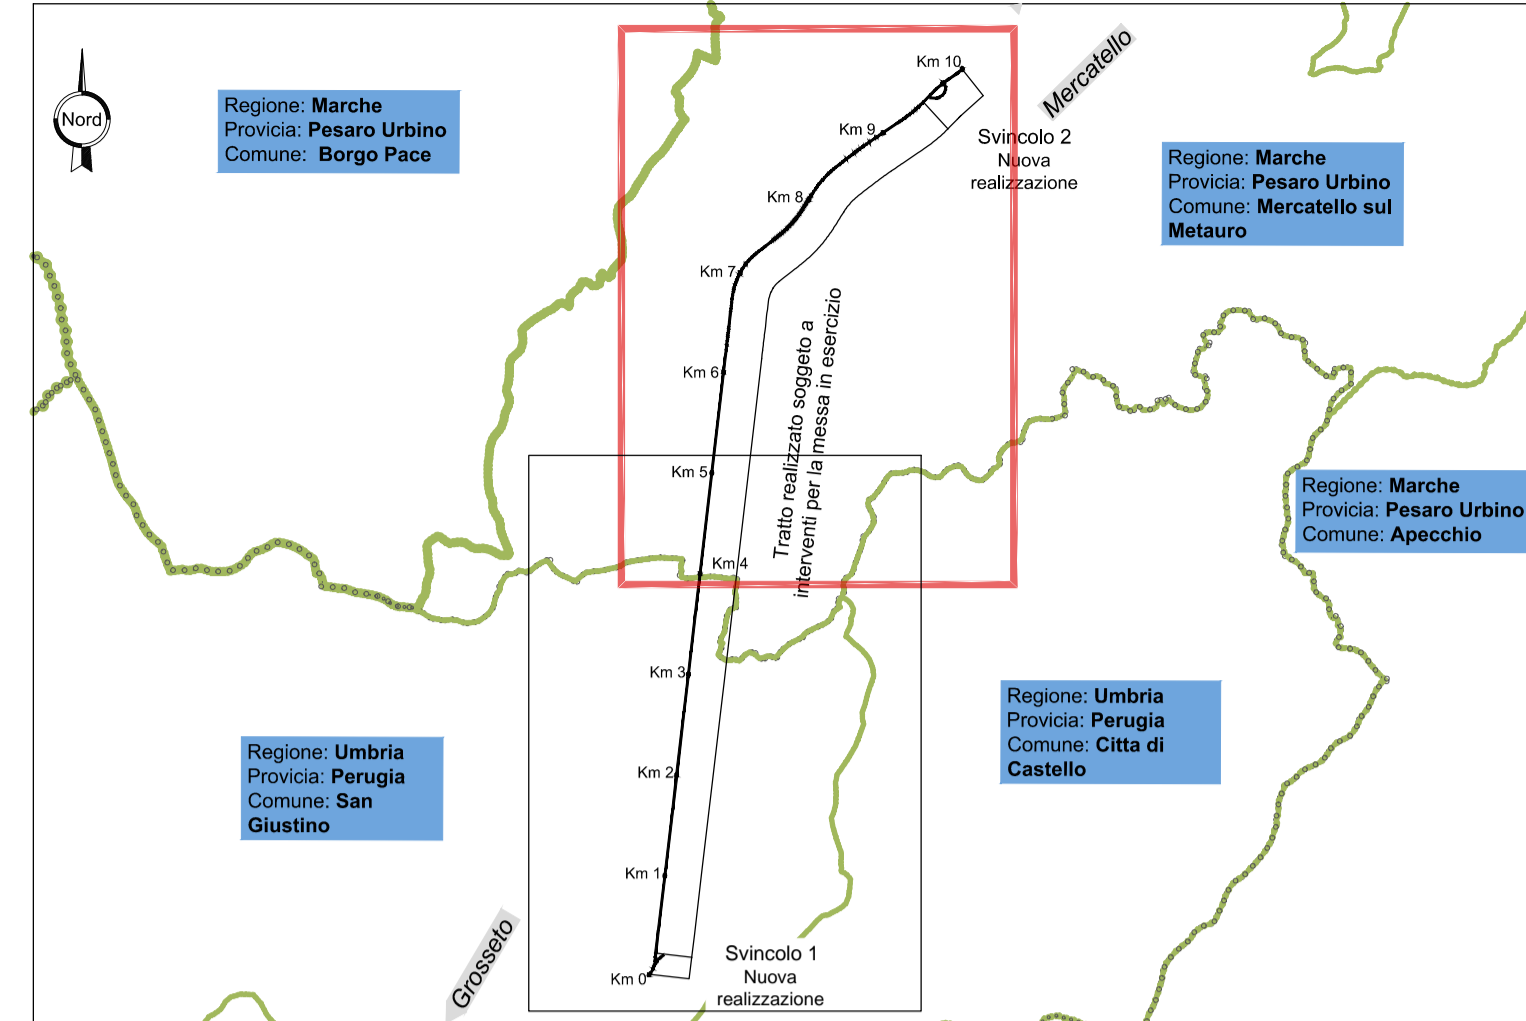 Nord
Regione: Marche
Provicia: Pesaro Urbino
Comune: Borgo Pace
Km 10
Mercatello
Km 9
Svincolo 2
Nuova
realizzazione
Regione: Marche
Provicia: Pesaro Urbino
Comune: Mercatello sul
Metauro
Km 8
Km 7
Km 6
Km 5
Tratto realizzato soggeto a
interventi per la messa in esercizio
Regione: Marche
Provicia: Pesaro Urbino
Comune: Apecchio
Km 4
Km 3
Regione: Umbria
Provicia: Perugia
Comune: Citta di
Castello
Regione: Umbria
Provicia: Perugia
Comune: San
Giustino
Km 2
Km 1
Grosseto
Km 0
Svincolo 1
Nuova
realizzazione